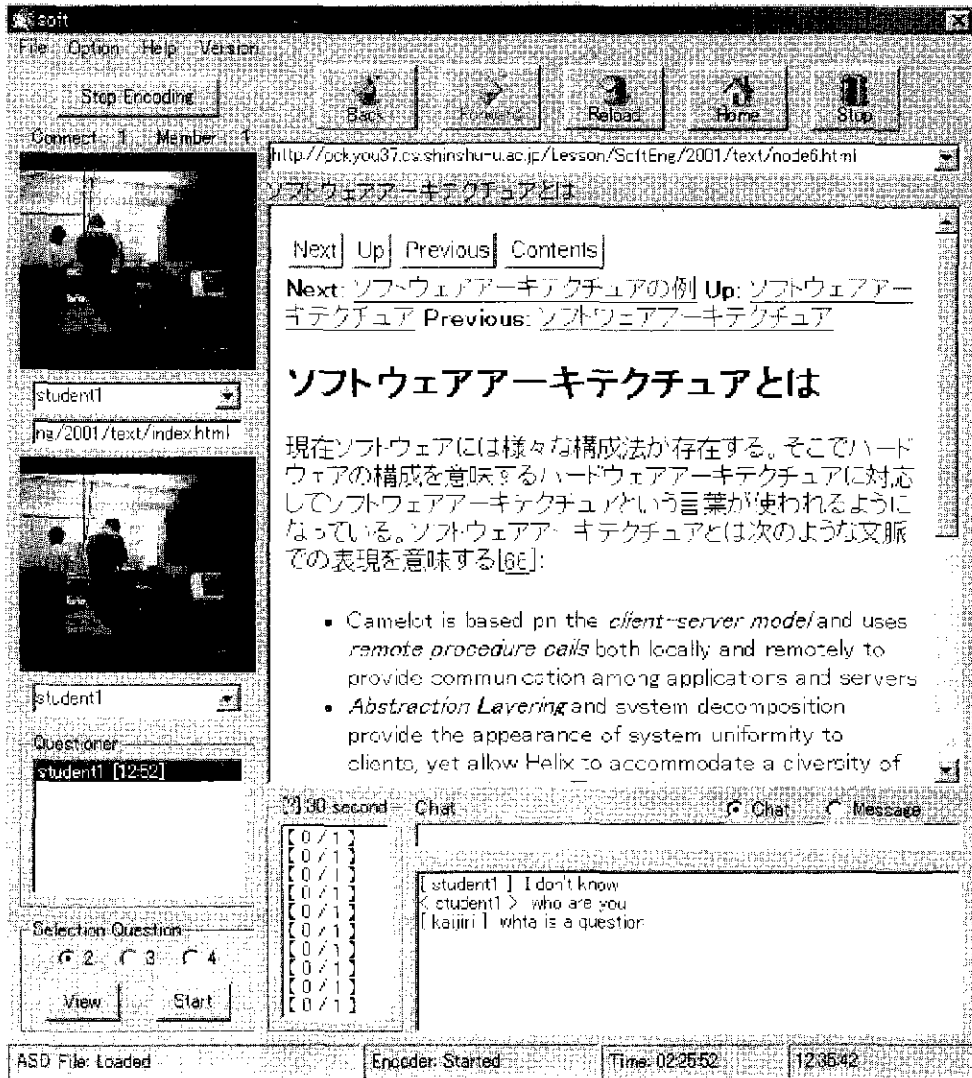 soft
File Option Help Version
Stop Encoding
Back
Forward
Reload
Home
Stop
Connect: 1 Member: 1
http://pckyou37.cs.shinshu-u.ac.jp/Lesson/SoftEng/2001/text/node6.html
ソフトウェアアーキテクチュアとは
Next Up Previous Contents
Next: ソフトウェアアーキテクチュアの例 Up: ソフトウェアアー
キテクチュア Previous: ソフトウェアアーキテクチュア
ソフトウェアアーキテクチュアとは
現在ソフトウェアには様々な構成法が存在する。そこでハード
ウェアの構成を意味するハードウェアアーキテクチュアに対応
してソフトウェアアーキテクチュアという言葉が使われるように
なっている。ソフトウェアアーキテクチュアとは次のような文脈
での表現を意味する[66]:
• Camelot is based pn the client-server model and uses
remote procedure calls both locally and remotely to
provide communication among applications and servers
• Abstraction Layering and system decomposition
provide the appearance of system uniformity to
clients, yet allow Helix to accommodate a diversity of
student1
ng/2001/text/index.html
student1
Questioner
student1 [12:52]
Selection Question
2 3 4
View Start
[?] 30 second
【0/1】
【0/1】
【0/1】
【0/1】
【0/1】
【0/1】
【0/1】
【0/1】
【0/1】
【0/1】
Chat
Chat Message
[ student1 ] I don't know
< student1 > who are you
[ kaijiri ] whta is a question
ASD File: Loaded
Encoder: Started
Time: 02:25:52
12:35:42